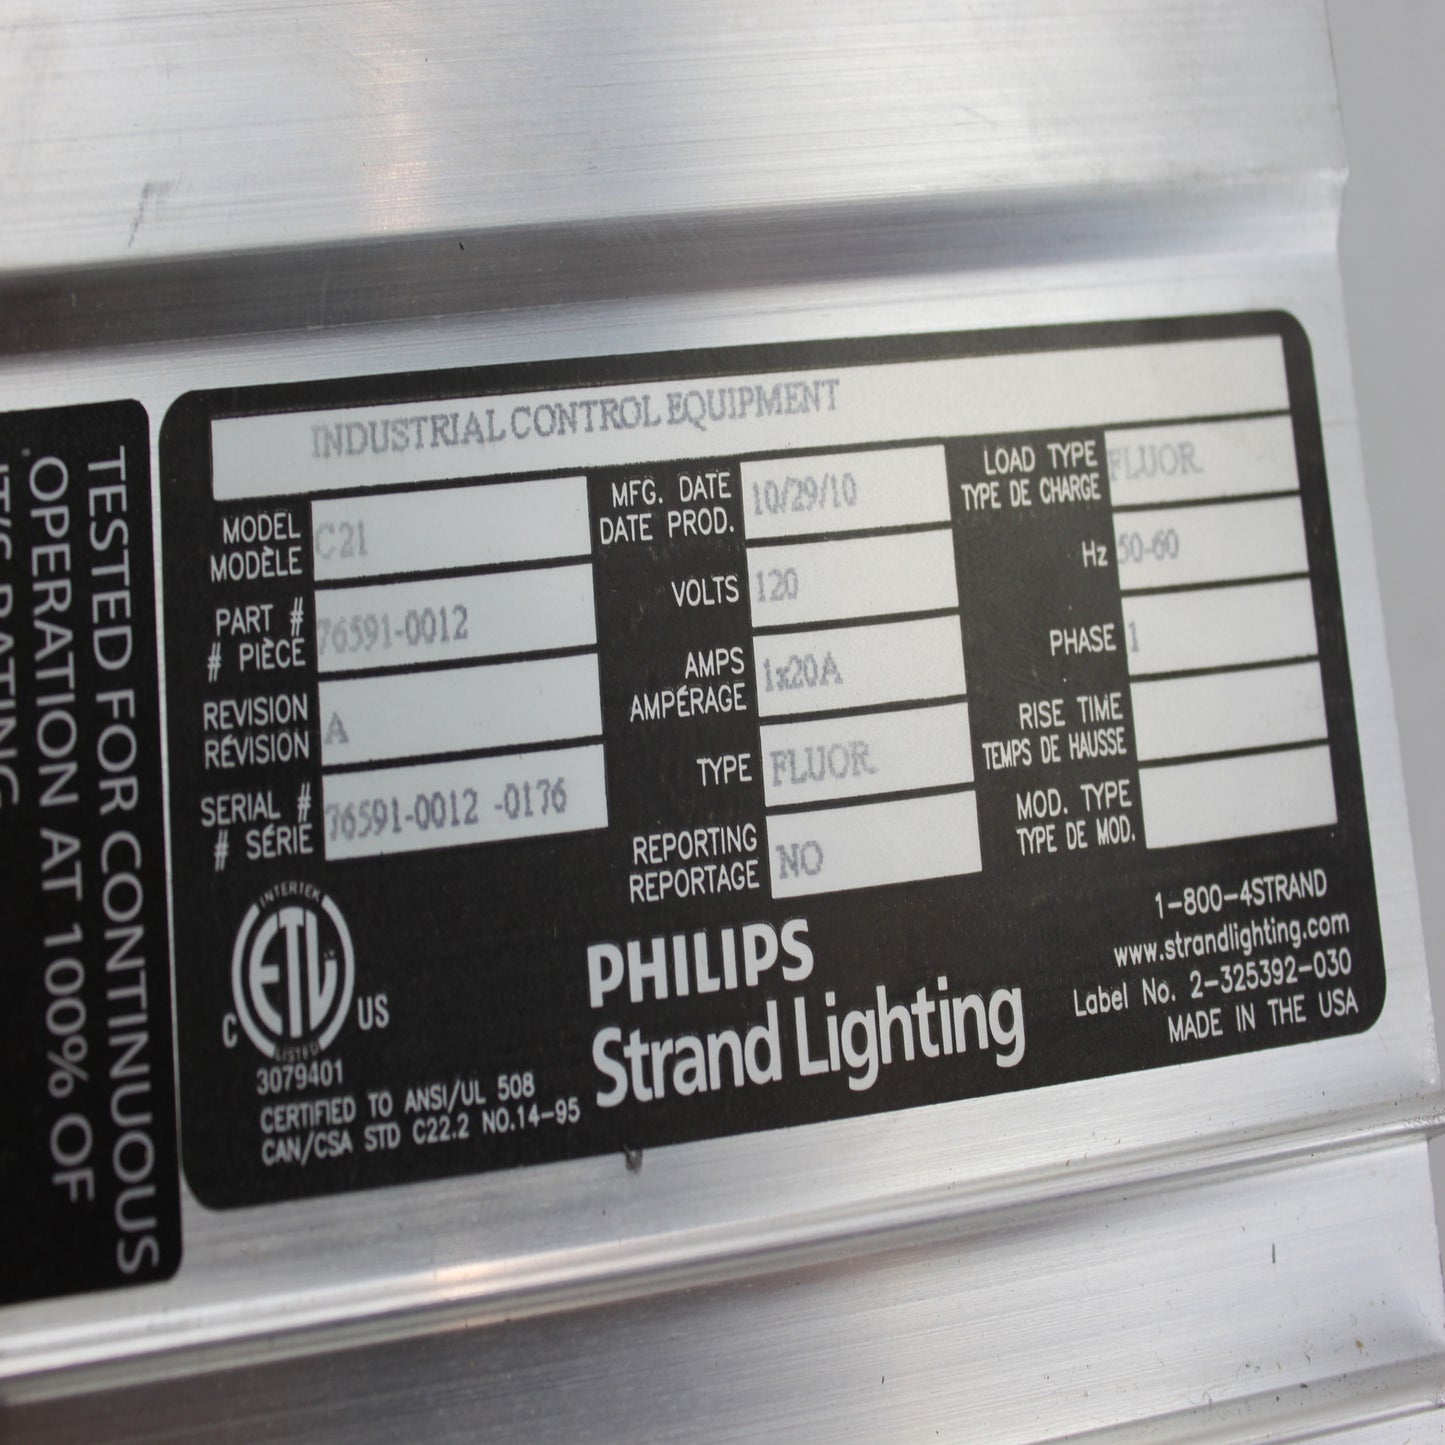 TESTED FOR CONTINUOUS
OPERATION AT 100% OF
IT'S RATING
INDUSTRIAL CONTROL EQUIPMENT
MODEL
MODÈLE
C21
PART #
# PIÈCE
76591-0012
REVISION
RÉVISION
A
SERIAL #
# SÉRIE
76591-0012 -0176
MFG. DATE
DATE PROD.
10/29/10
VOLTS
120
AMPS
AMPÉRAGE
1x20A
TYPE
FLUOR.
REPORTING
REPORTAGE
NO
LOAD TYPE
TYPE DE CHARGE
FLUOR.
Hz
50-60
PHASE
1
RISE TIME
TEMPS DE HAUSSE
MOD. TYPE
TYPE DE MOD.
INTERTEK
ETL
LISTED
C
US
3079401
CERTIFIED TO ANSI/UL 508
CAN/CSA STD C22.2 NO.14-95
PHILIPS
Strand Lighting
1-800-4STRAND
www.strandlighting.com
Label No. 2-325392-030
MADE IN THE USA